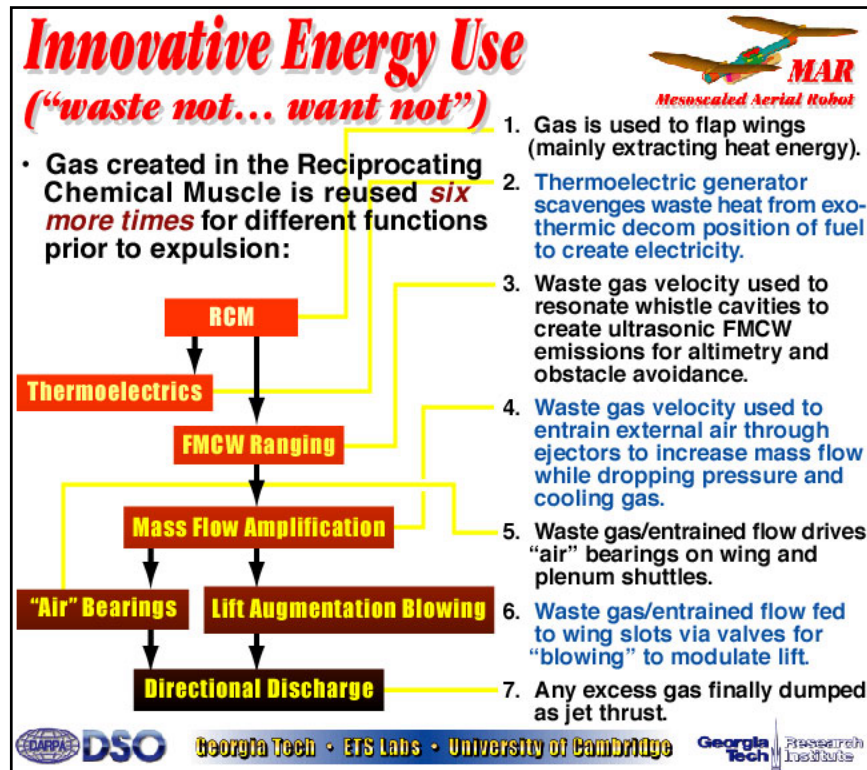 Innovative Energy Use
("waste not... want not")
MAR
Mesoscaled Aerial Robot
• Gas created in the Reciprocating
Chemical Muscle is reused six
more times for different functions
prior to expulsion:
RCM
Thermoelectrics
FMCW Ranging
Mass Flow Amplification
"Air" Bearings
Lift Augmentation Blowing
Directional Discharge
1. Gas is used to flap wings
(mainly extracting heat energy).
2. Thermoelectric generator
scavenges waste heat from exo-
thermic decom position of fuel
to create electricity.
3. Waste gas velocity used to
resonate whistle cavities to
create ultrasonic FMCW
emissions for altimetry and
obstacle avoidance.
4. Waste gas velocity used to
entrain external air through
ejectors to increase mass flow
while dropping pressure and
cooling gas.
5. Waste gas/entrained flow drives
"air" bearings on wing and
plenum shuttles.
6. Waste gas/entrained flow fed
to wing slots via valves for
"blowing" to modulate lift.
7. Any excess gas finally dumped
as jet thrust.
DARPA DSO
Georgia Tech • ETS Labs • University of Cambridge
Georgia Tech Research Institute